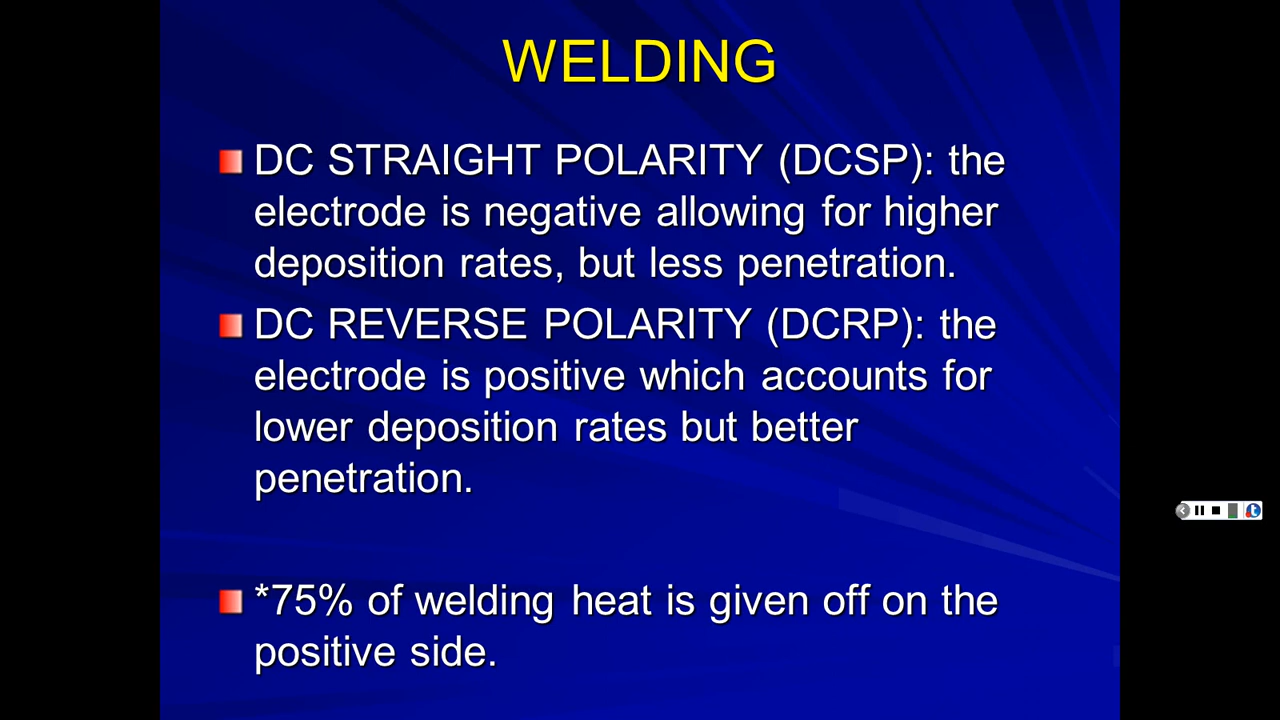 WELDING
DC STRAIGHT POLARITY (DCSP): the
electrode is negative allowing for higher
deposition rates, but less penetration.
DC REVERSE POLARITY (DCRP): the
electrode is positive which accounts for
lower deposition rates but better
penetration.
*75% of welding heat is given off on the
positive side.